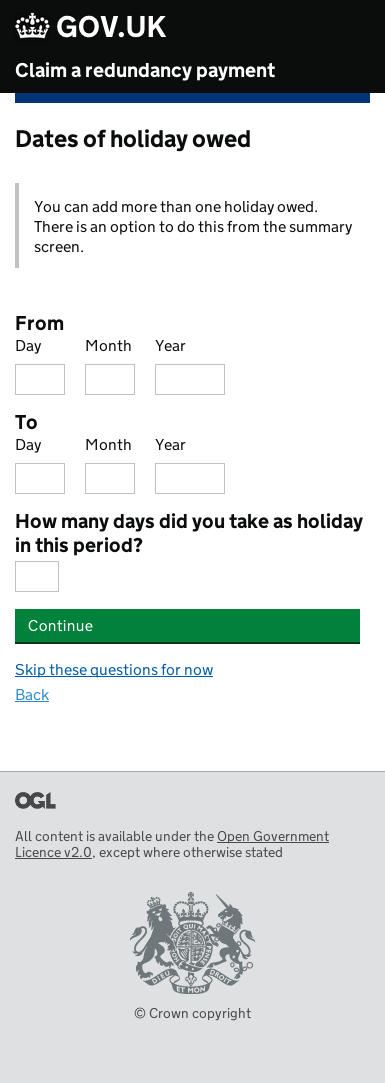 GOV.UK
Claim a redundancy payment
Dates of holiday owed
You can add more than one holiday owed.
There is an option to do this from the summary
screen.
From
Day Month Year
To
Day Month Year
How many days did you take as holiday
in this period?
Continue
Skip these questions for now
Back
OGL
All content is available under the Open Government
Licence v2.0, except where otherwise stated
DIEU ET MON DROIT
© Crown copyright